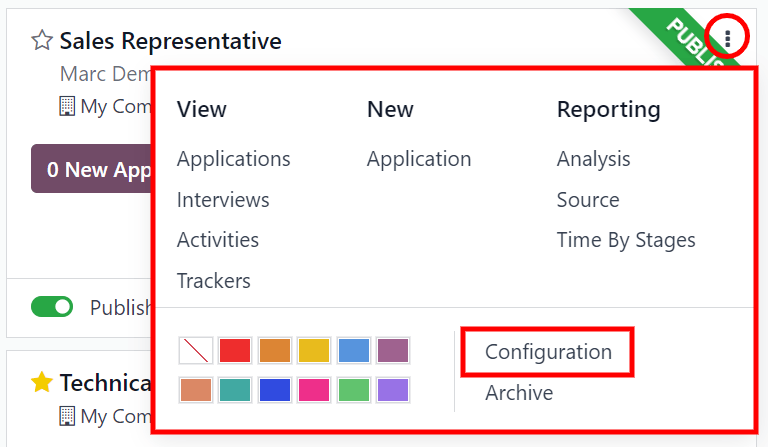 Sales Representative
PUBLIS
Marc Dem
My Com
0 New App
Publish
View
Applications
Interviews
Activities
Trackers
New
Application
Reporting
Analysis
Source
Time By Stages
Configuration
Archive
Technica
My Com